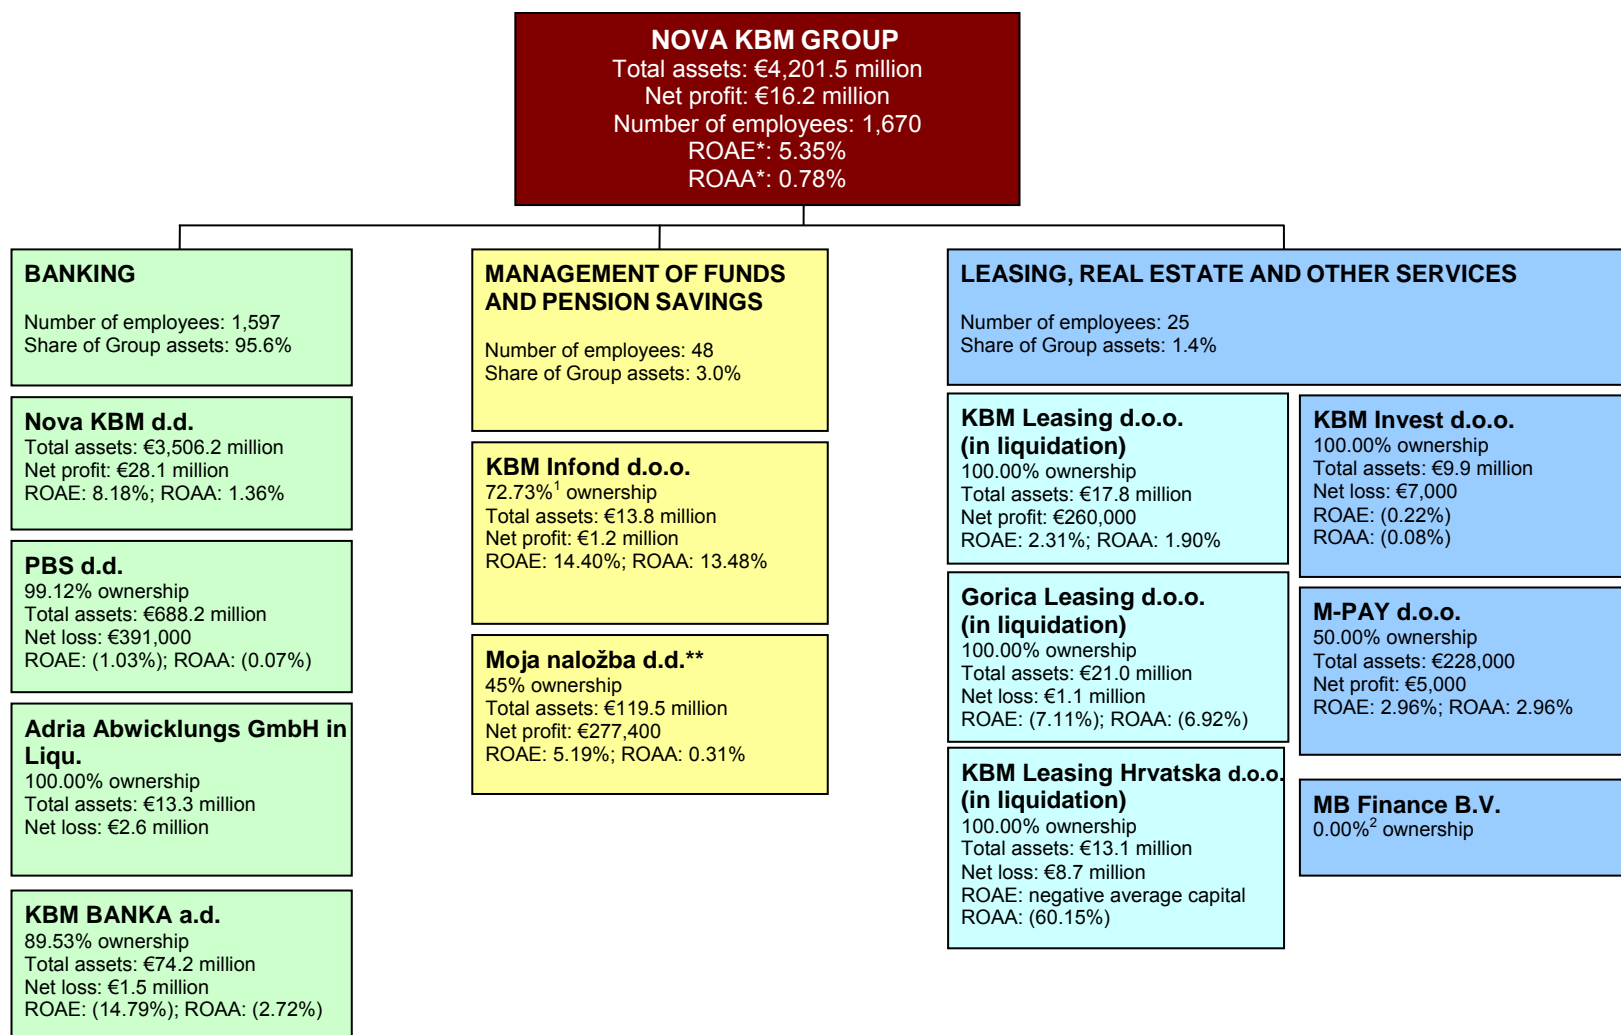 NOVA KBM GROUP
Total assets: €4,201.5 million
Net profit: €16.2 million
Number of employees: 1,670
ROAE*: 5.35%
ROAA*: 0.78%
BANKING
Number of employees: 1,597
Share of Group assets: 95.6%
Nova KBM d.d.
Total assets: €3,506.2 million
Net profit: €28.1 million
ROAE: 8.18%; ROAA: 1.36%
PBS d.d.
99.12% ownership
Total assets: €688.2 million
Net loss: €391,000
ROAE: (1.03%); ROAA: (0.07%)
Adria Abwicklungs GmbH in
Liqu.
100.00% ownership
Total assets: €13.3 million
Net loss: €2.6 million
KBM BANKA a.d.
89.53% ownership
Total assets: €74.2 million
Net loss: €1.5 million
ROAE: (14.79%); ROAA: (2.72%)
MANAGEMENT OF FUNDS
AND PENSION SAVINGS
Number of employees: 48
Share of Group assets: 3.0%
KBM Infond d.o.o.
72.73%¹ ownership
Total assets: €13.8 million
Net profit: €1.2 million
ROAE: 14.40%; ROAA: 13.48%
Moja naložba d.d.**
45% ownership
Total assets: €119.5 million
Net profit: €277,400
ROAE: 5.19%; ROAA: 0.31%
LEASING, REAL ESTATE AND OTHER SERVICES
Number of employees: 25
Share of Group assets: 1.4%
KBM Leasing d.o.o.
(in liquidation)
100.00% ownership
Total assets: €17.8 million
Net profit: €260,000
ROAE: 2.31%; ROAA: 1.90%
Gorica Leasing d.o.o.
(in liquidation)
100.00% ownership
Total assets: €21.0 million
Net loss: €1.1 million
ROAE: (7.11%); ROAA: (6.92%)
KBM Leasing Hrvatska d.o.o.
(in liquidation)
100.00% ownership
Total assets: €13.1 million
Net loss: €8.7 million
ROAE: negative average capital
ROAA: (60.15%)
KBM Invest d.o.o.
100.00% ownership
Total assets: €9.9 million
Net loss: €7,000
ROAE: (0.22%)
ROAA: (0.08%)
M-PAY d.o.o.
50.00% ownership
Total assets: €228,000
Net profit: €5,000
ROAE: 2.96%; ROAA: 2.96%
MB Finance B.V.
0.00%² ownership